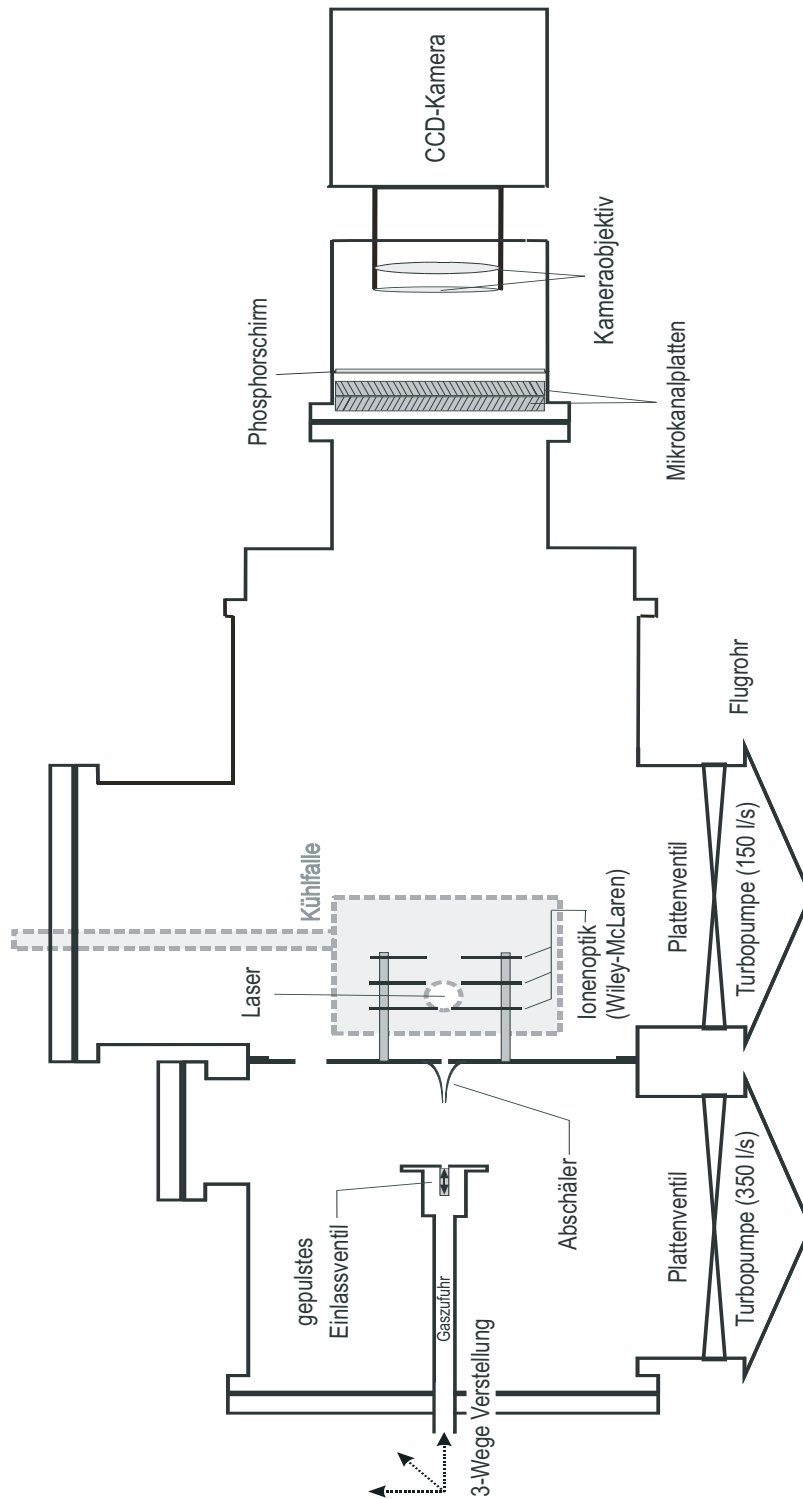 CCD-Kamera
Kameraobjektiv
Phosphorschirm
Mikrokanalplatten
Flugrohr
Kühlfalle
Laser
Ionenoptik
(Wiley-McLaren)
Plattenventil
Turbopumpe (150 l/s)
Abschäler
gepulstes
Einlassventil
Gaszufuhr
3-Wege Verstellung
Plattenventil
Turbopumpe (350 l/s)